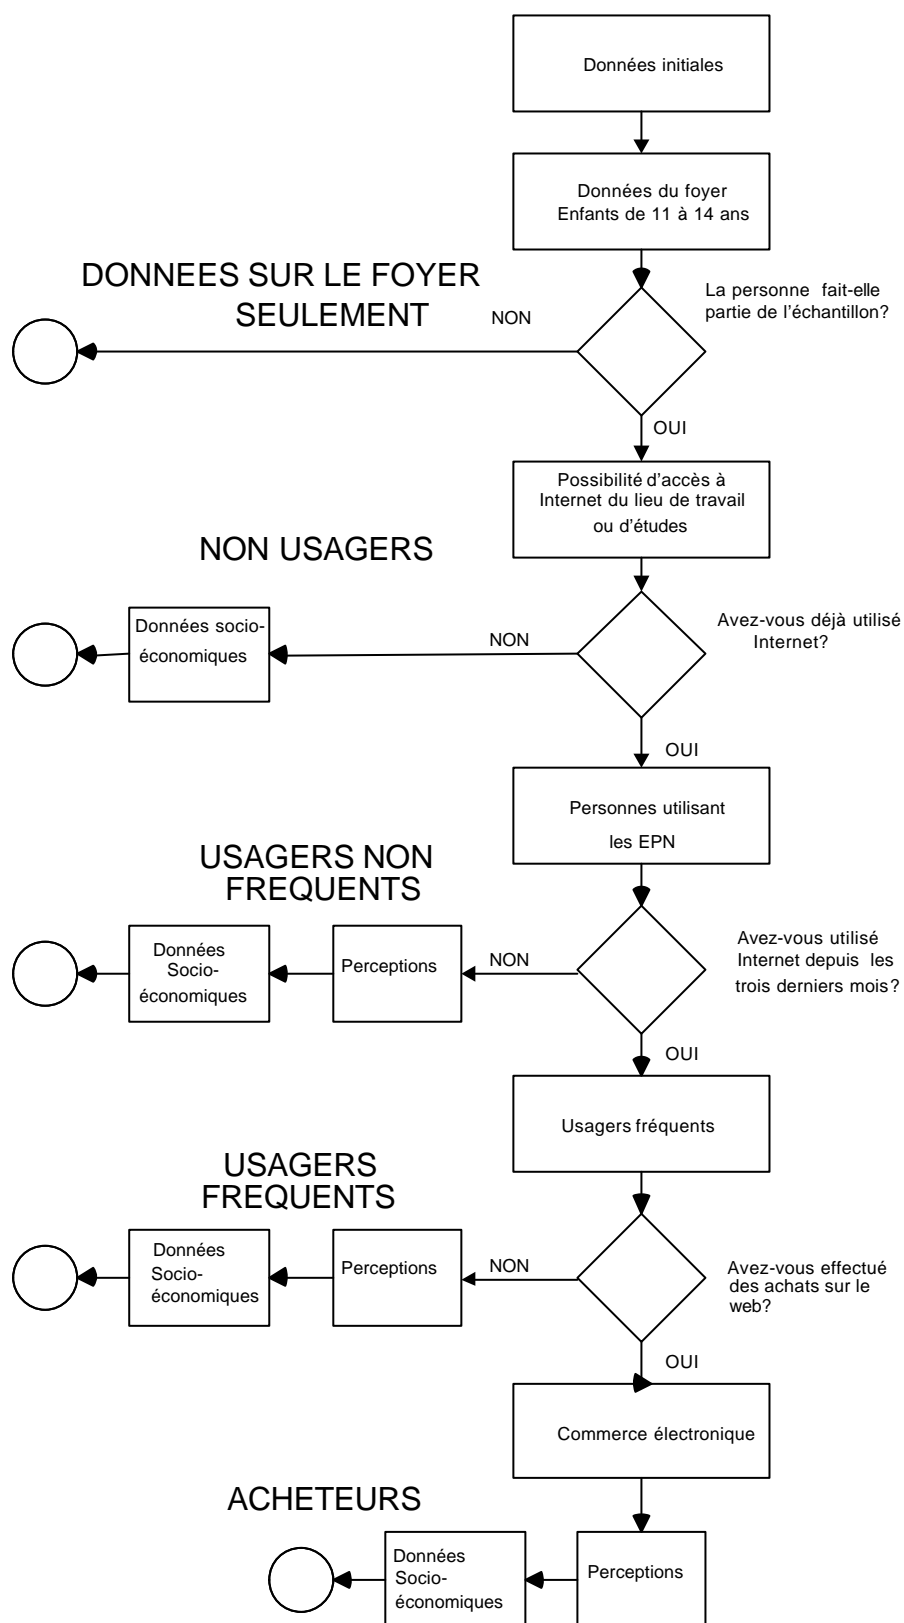 Données initiales
Données du foyer
Enfants de 11 à 14 ans
DONNEES SUR LE FOYER
SEULEMENT
NON
La personne fait-elle
partie de l'échantillon?
OUI
Possibilité d'accès à
Internet du lieu de travail
ou d'études
NON USAGERS
Données socio-
économiques
NON
Avez-vous déjà utilisé
Internet?
OUI
Personnes utilisant
les EPN
USAGERS NON
FREQUENTS
Données
Socio-
économiques
Perceptions
NON
Avez-vous utilisé
Internet depuis les
trois derniers mois?
OUI
Usagers fréquents
USAGERS
FREQUENTS
Données
Socio-
économiques
Perceptions
NON
Avez-vous effectué
des achats sur le
web?
OUI
Commerce électronique
ACHETEURS
Données
Socio-
économiques
Perceptions